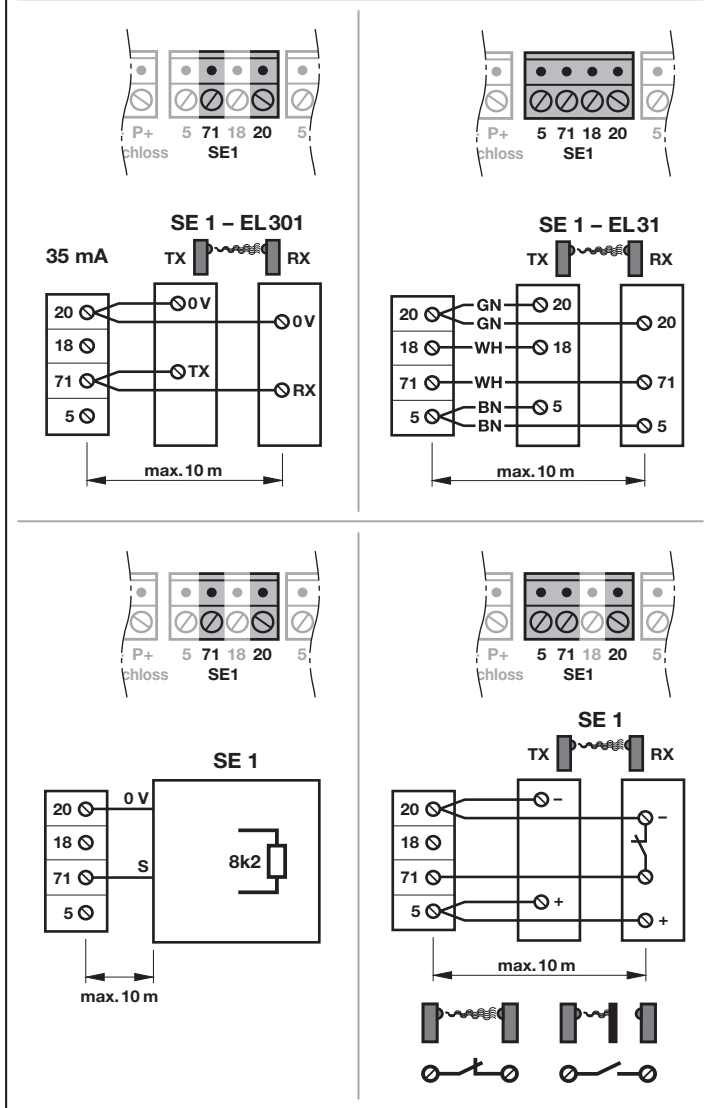 P+ 5 71 18 20 5
chloss SE1
SE 1 – EL301
35 mA TX RX
20 0 V
0 V
18
TX
71
RX
5
max. 10 m
P+ 5 71 18 20 5
chloss SE1
SE 1 – EL31
TX RX
20 GN 20
GN 20
18 WH 18
71 WH 71
5 BN 5
BN 5
max. 10 m
P+ 5 71 18 20 5
chloss SE1
SE 1
20 0 V
18
8k2
71 S
5
max. 10 m
P+ 5 71 18 20 5
chloss SE1
SE 1
TX RX
20 –
–
18
71
5 +
+
max. 10 m